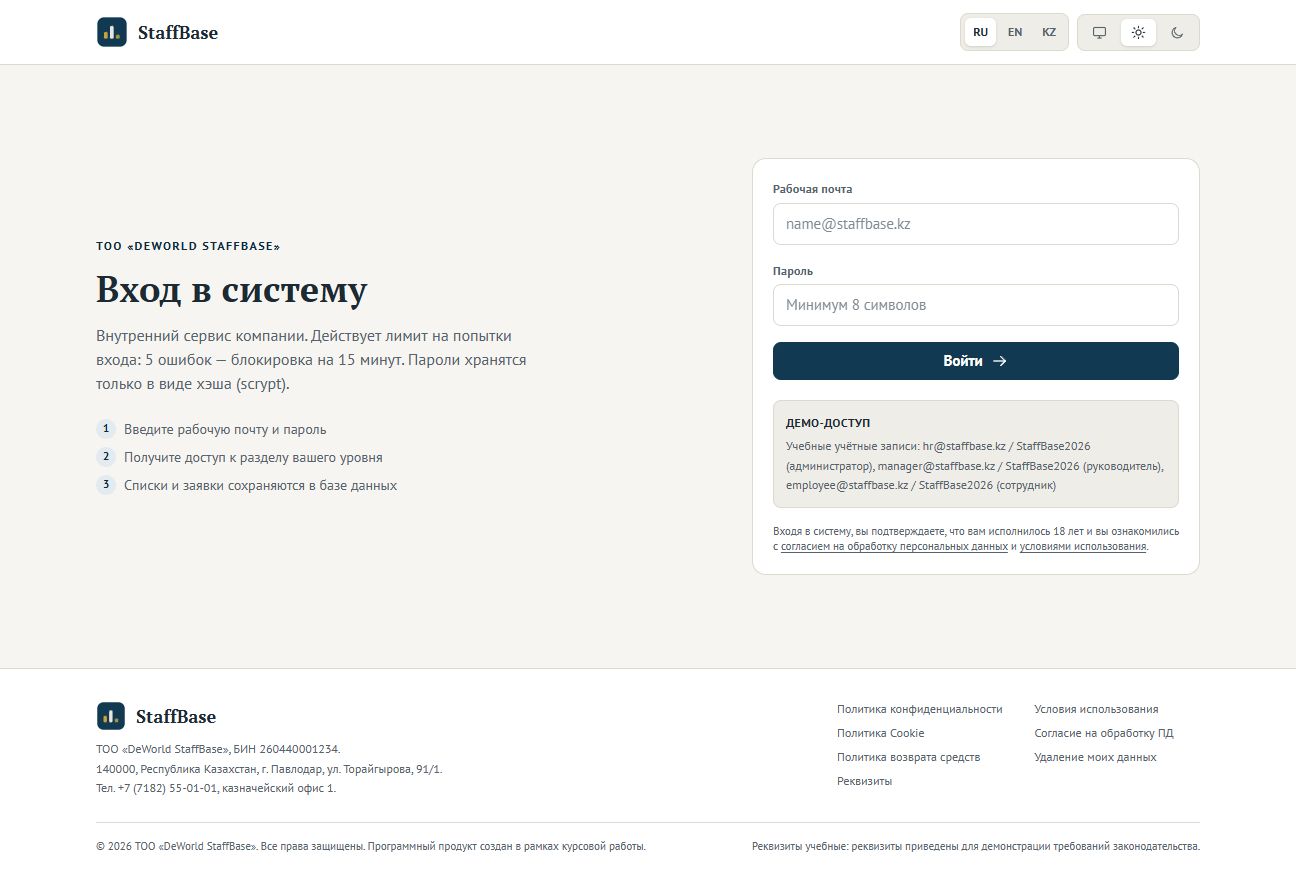 StaffBase
RU EN KZ
ТОО «DEWORLD STAFFBASE»
Вход в систему
Внутренний сервис компании. Действует лимит на попытки
входа: 5 ошибок — блокировка на 15 минут. Пароли хранятся
только в виде хэша (scrypt).
1 Введите рабочую почту и пароль
2 Получите доступ к разделу вашего уровня
3 Списки и заявки сохраняются в базе данных
Рабочая почта
name@staffbase.kz
Пароль
Минимум 8 символов
Войти →
ДЕМО-ДОСТУП
Учебные учётные записи: hr@staffbase.kz / StaffBase2026
(администратор), manager@staffbase.kz / StaffBase2026 (руководитель),
employee@staffbase.kz / StaffBase2026 (сотрудник)
Входя в систему, вы подтверждаете, что вам исполнилось 18 лет и вы ознакомились
с согласием на обработку персональных данных и условиями использования.
StaffBase
ТОО «DeWorld StaffBase», БИН 260440001234.
140000, Республика Казахстан, г. Павлодар, ул. Торайгырова, 91/1.
Тел. +7 (7182) 55-01-01, казначейский офис 1.
Политика конфиденциальности
Политика Cookie
Политика возврата средств
Реквизиты
Условия использования
Согласие на обработку ПД
Удаление моих данных
© 2026 ТОО «DeWorld StaffBase». Все права защищены. Программный продукт создан в рамках курсовой работы.
Реквизиты учебные: реквизиты приведены для демонстрации требований законодательства.